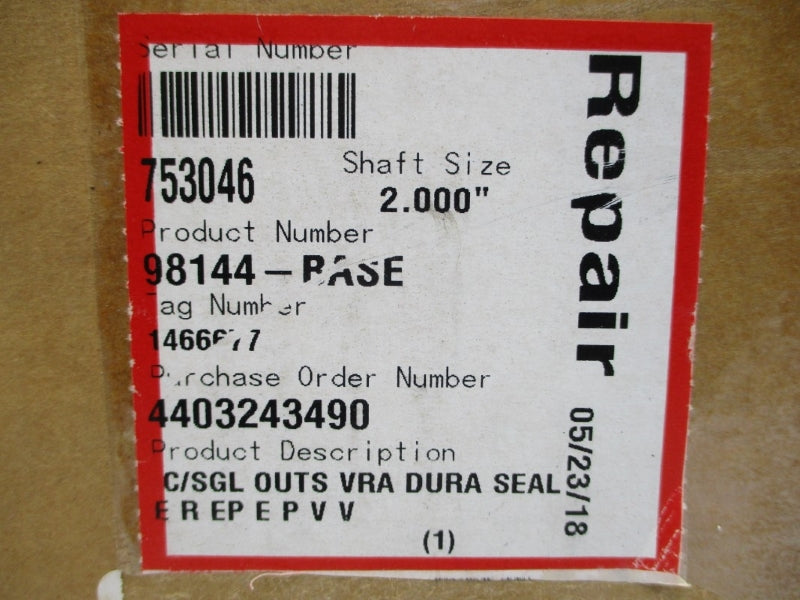 Serial Number
753046
Shaft Size
2.000"
Product Number
98144-BASE
Tag Number
Purchase Order Number
4403243490
Product Description
C/SGL OUTS VRA DURA SEAL
E R EP E P V V
(1)
Repair
05/23/18